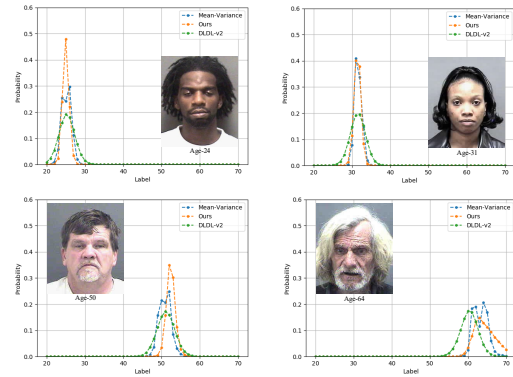 0.6
0.5
0.4
0.3
0.2
0.1
0.0
Probability
20 30 40 50 60 70
Label
Mean-Variance
Ours
DLDL-v2
Age-24
0.6
0.5
0.4
0.3
0.2
0.1
0.0
Probability
20 30 40 50 60 70
Label
Mean-Variance
Ours
DLDL-v2
Age-31
0.6
0.5
0.4
0.3
0.2
0.1
0.0
Probability
20 30 40 50 60 70
Label
Mean-Variance
Ours
DLDL-v2
Age-50
0.6
0.5
0.4
0.3
0.2
0.1
0.0
Probability
20 30 40 50 60 70
Label
Mean-Variance
Ours
DLDL-v2
Age-64